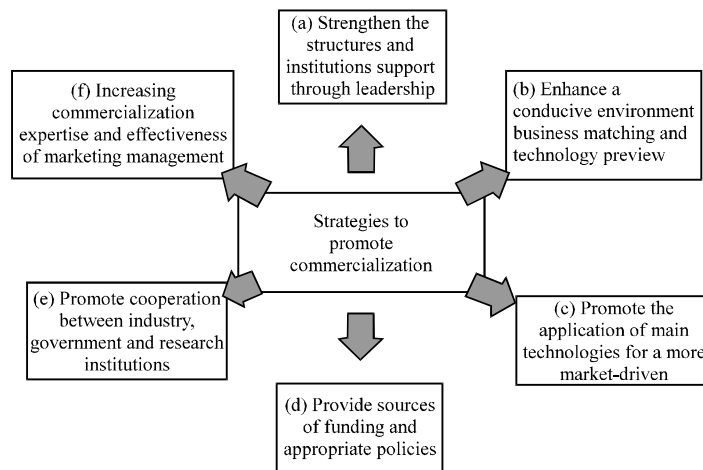 (a) Strengthen the
structures and
institutions support
through leadership
(b) Enhance a
conducive environment
business matching and
technology preview
(c) Promote the
application of main
technologies for a more
market-driven
(d) Provide sources
of funding and
appropriate policies
(e) Promote cooperation
between industry,
government and research
institutions
(f) Increasing
commercialization
expertise and effectiveness
of marketing management
Strategies to
promote
commercialization